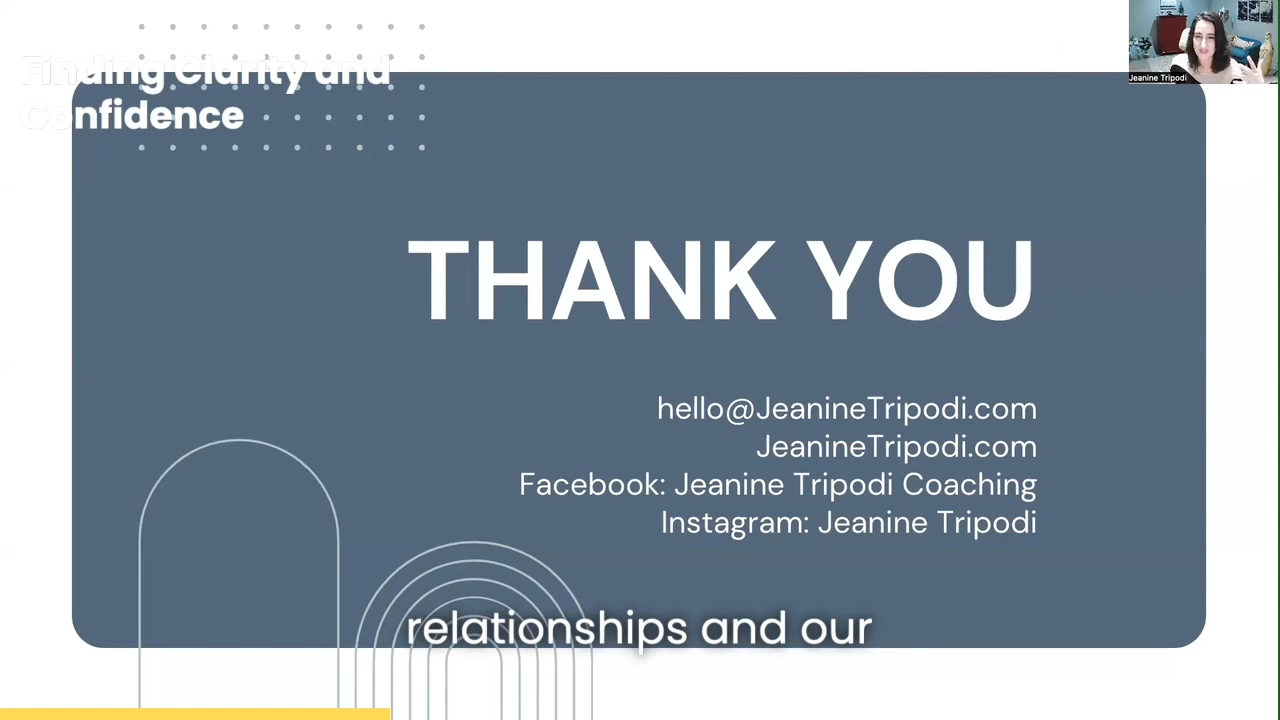 Finding Clarity and
Confidence
Jeanine Tripodi
THANK YOU
hello@JeanineTripodi.com
JeanineTripodi.com
Facebook: Jeanine Tripodi Coaching
Instagram: Jeanine Tripodi
relationships and our